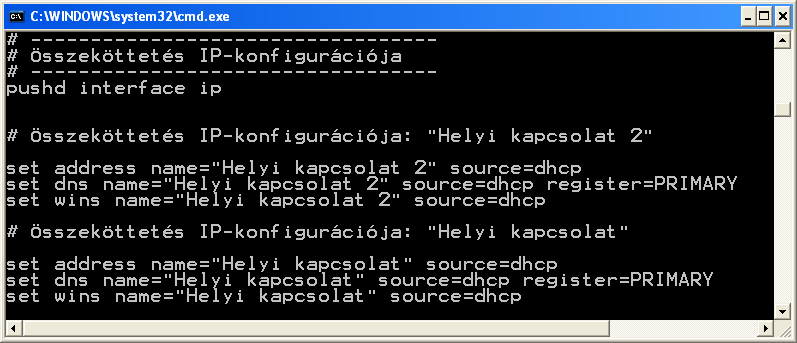 C:\WINDOWS\system32\cmd.exe
# ----------------------------------
# Összeköttetés IP-konfigurációja
# ----------------------------------
pushd interface ip
# Összeköttetés IP-konfigurációja: "Helyi kapcsolat 2"
set address name="Helyi kapcsolat 2" source=dhcp
set dns name="Helyi kapcsolat 2" source=dhcp register=PRIMARY
set wins name="Helyi kapcsolat 2" source=dhcp
# Összeköttetés IP-konfigurációja: "Helyi kapcsolat"
set address name="Helyi kapcsolat" source=dhcp
set dns name="Helyi kapcsolat" source=dhcp register=PRIMARY
set wins name="Helyi kapcsolat" source=dhcp